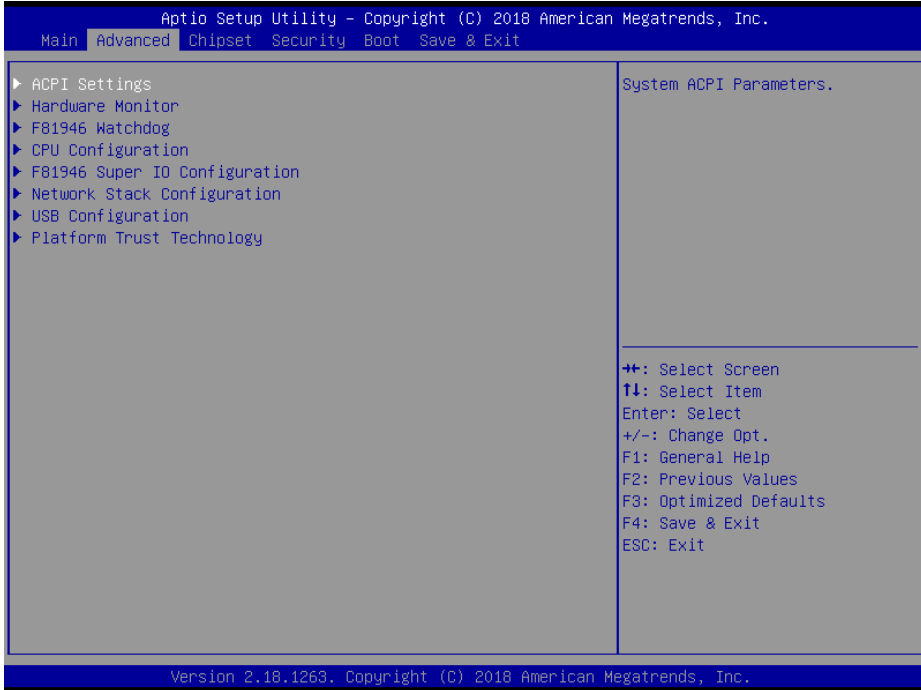 Aptio Setup Utility – Copyright (C) 2018 American Megatrends, Inc.
Main Advanced Chipset Security Boot Save & Exit
ACPI Settings
Hardware Monitor
F81946 Watchdog
CPU Configuration
F81946 Super IO Configuration
Network Stack Configuration
USB Configuration
Platform Trust Technology
System ACPI Parameters.
→←: Select Screen
↑↓: Select Item
Enter: Select
+/-: Change Opt.
F1: General Help
F2: Previous Values
F3: Optimized Defaults
F4: Save & Exit
ESC: Exit
Version 2.18.1263. Copyright (C) 2018 American Megatrends, Inc.